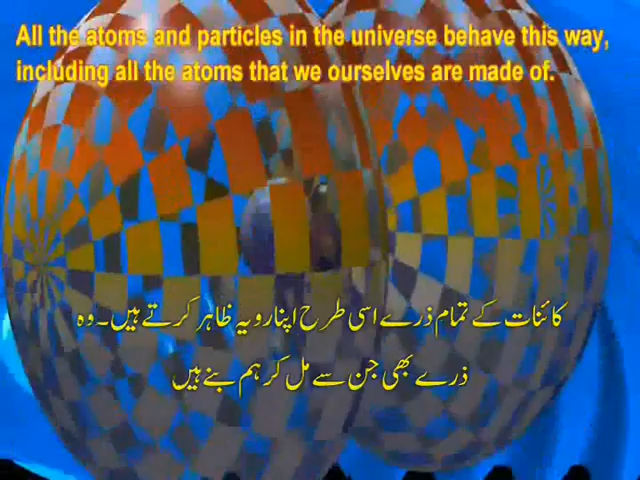 All the atoms and particles in the universe behave this way,
including all the atoms that we ourselves are made of.
کائنات کے تمام ذرے اسی طرح اپنا رویہ ظاہر کرتے ہیں۔ وہ
ذرے بھی جن سے مل کر ہم بنے ہیں